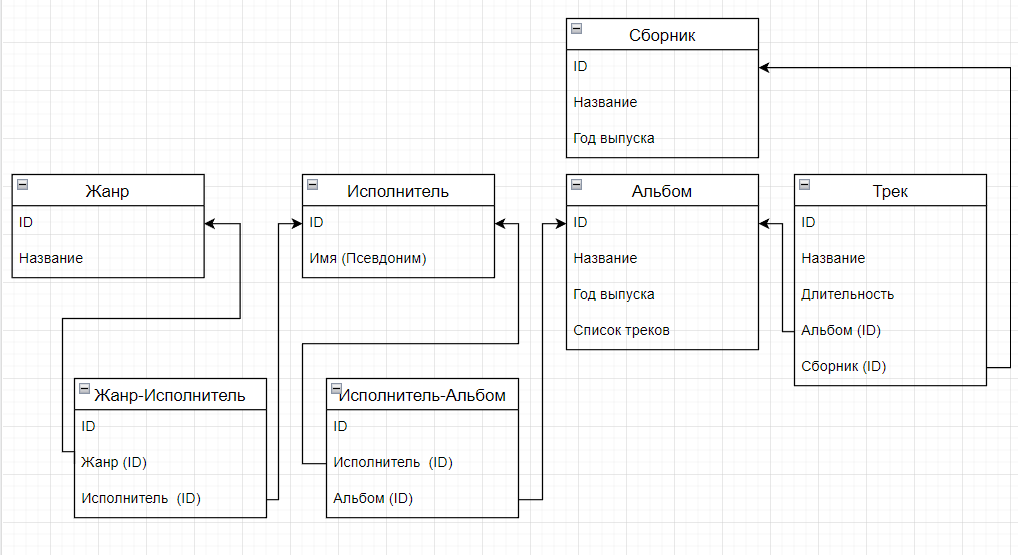 Сборник
ID
Название
Год выпуска
Жанр
ID
Название
Исполнитель
ID
Имя (Псевдоним)
Альбом
ID
Название
Год выпуска
Список треков
Трек
ID
Название
Длительность
Альбом (ID)
Сборник (ID)
Жанр-Исполнитель
ID
Жанр (ID)
Исполнитель (ID)
Исполнитель-Альбом
ID
Исполнитель (ID)
Альбом (ID)